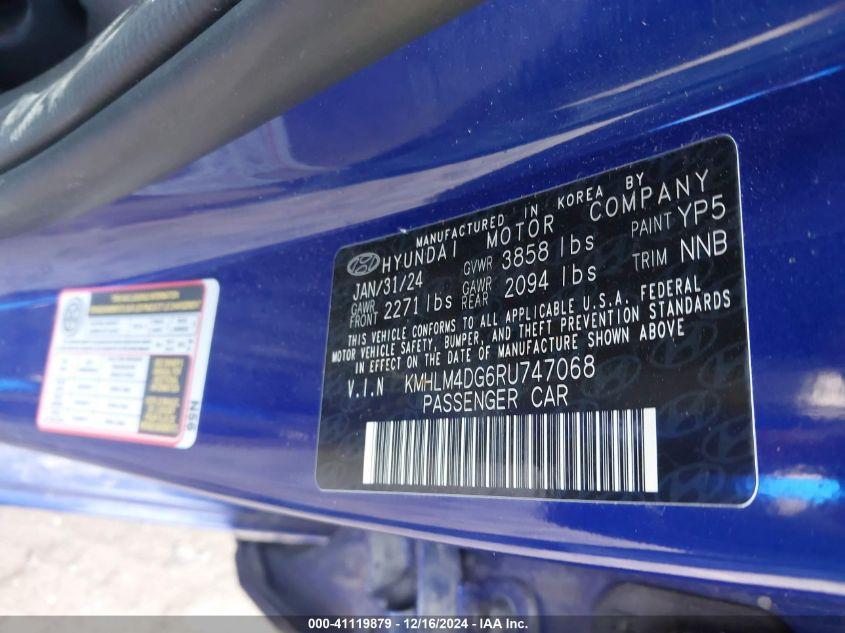 MANUFACTURED IN KOREA BY
HYUNDAI MOTOR COMPANY
JAN/31/24 GVWR 3858 lbs PAINT YP5
GAWR FRONT 2271 lbs GAWR REAR 2094 lbs TRIM NNB
THIS VEHICLE CONFORMS TO ALL APPLICABLE U.S.A. FEDERAL
MOTOR VEHICLE SAFETY, BUMPER, AND THEFT PREVENTION STANDARDS
IN EFFECT ON THE DATE OF MANUFACTURE SHOWN ABOVE
V.I.N KMHLM4DG6RU747068
PASSENGER CAR
N56
000-41119879 - 12/16/2024 - IAA Inc.